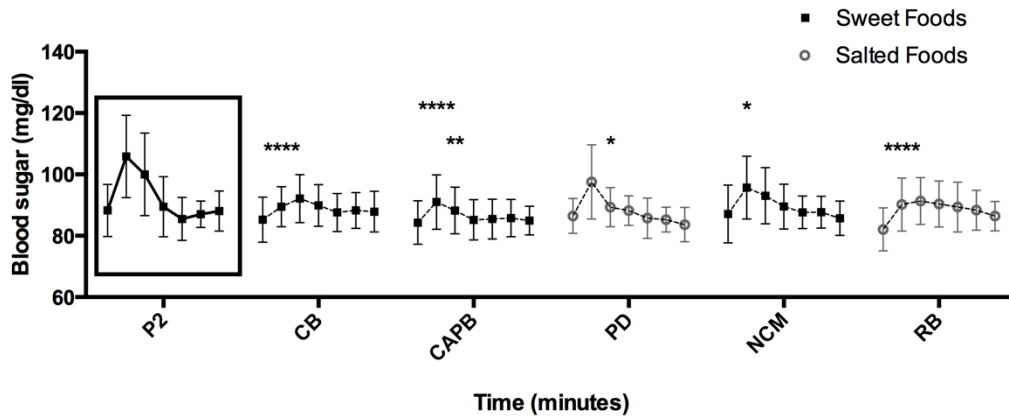 Sweet Foods
Salted Foods
Blood sugar (mg/dl)
140
120
100
80
60
****
****
**
*
*
****
P2
CB
CAPB
PD
NCM
RB
Time (minutes)